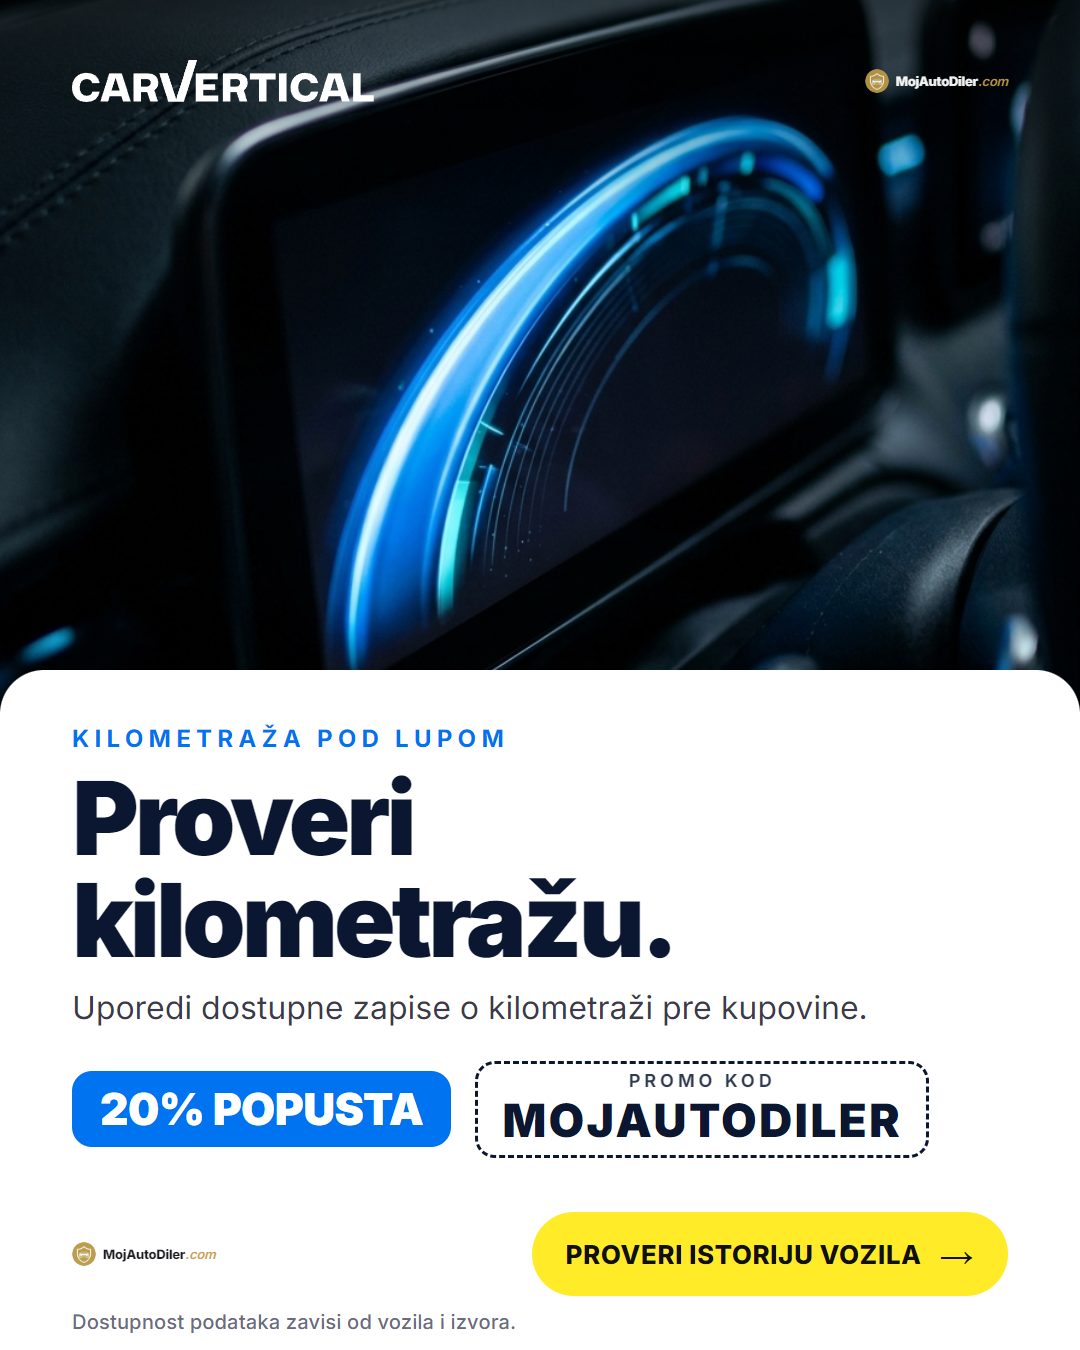 CARVERTICAL
MojAutoDiler.com
KILOMETRAŽA POD LUPOM
Proveri
kilometražu.
Uporedi dostupne zapise o kilometraži pre kupovine.
20% POPUSTA
PROMO KOD
MOJAUTODILER
MojAutoDiler.com
PROVERI ISTORIJU VOZILA →
Dostupnost podataka zavisi od vozila i izvora.